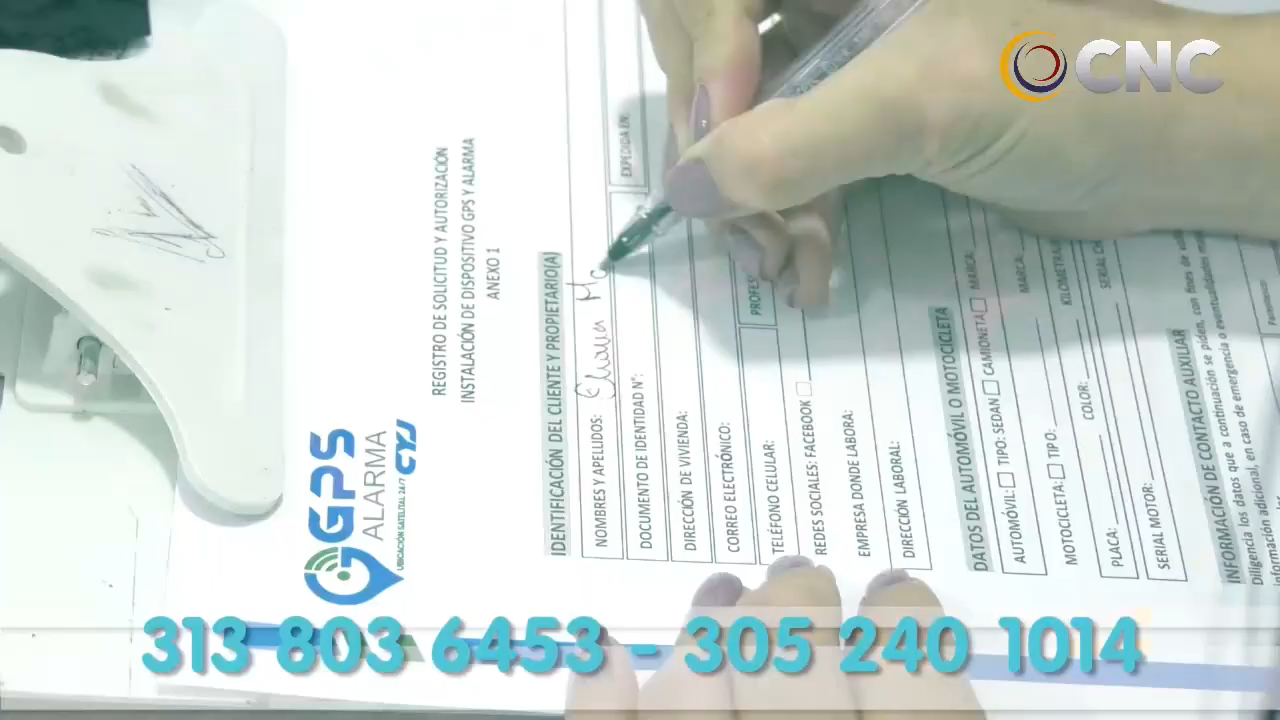 CNC
GPS
ALARMA
UBICACIÓN SATELITAL 24/7
REGISTRO DE SOLICITUD Y AUTORIZACIÓN
INSTALACIÓN DE DISPOSITIVO GPS Y ALARMA
ANEXO 1
IDENTIFICACIÓN DEL CLIENTE Y PROPIETARIO(A)
NOMBRES Y APELLIDOS:
DOCUMENTO DE IDENTIDAD N°: EXPEDIDA EN:
DIRECCIÓN DE VIVIENDA:
CORREO ELECTRÓNICO:
TELÉFONO CELULAR: PROFES
REDES SOCIALES: FACEBOOK
EMPRESA DONDE LABORA:
DIRECCIÓN LABORAL:
DATOS DEL AUTOMÓVIL O MOTOCICLETA
AUTOMÓVIL: TIPO: SEDAN CAMIONETA MARCA:
MOTOCICLETA: TIPO: MARCA:
PLACA: COLOR: KILOMETRA
SERIAL MOTOR: SERIAL CH
INFORMACIÓN DE CONTACTO AUXILIAR
Diligencia los datos que a continuación se piden, con fines de
información adicional, en caso de emergencia o eventualidades
313 803 6453 - 305 240 1014